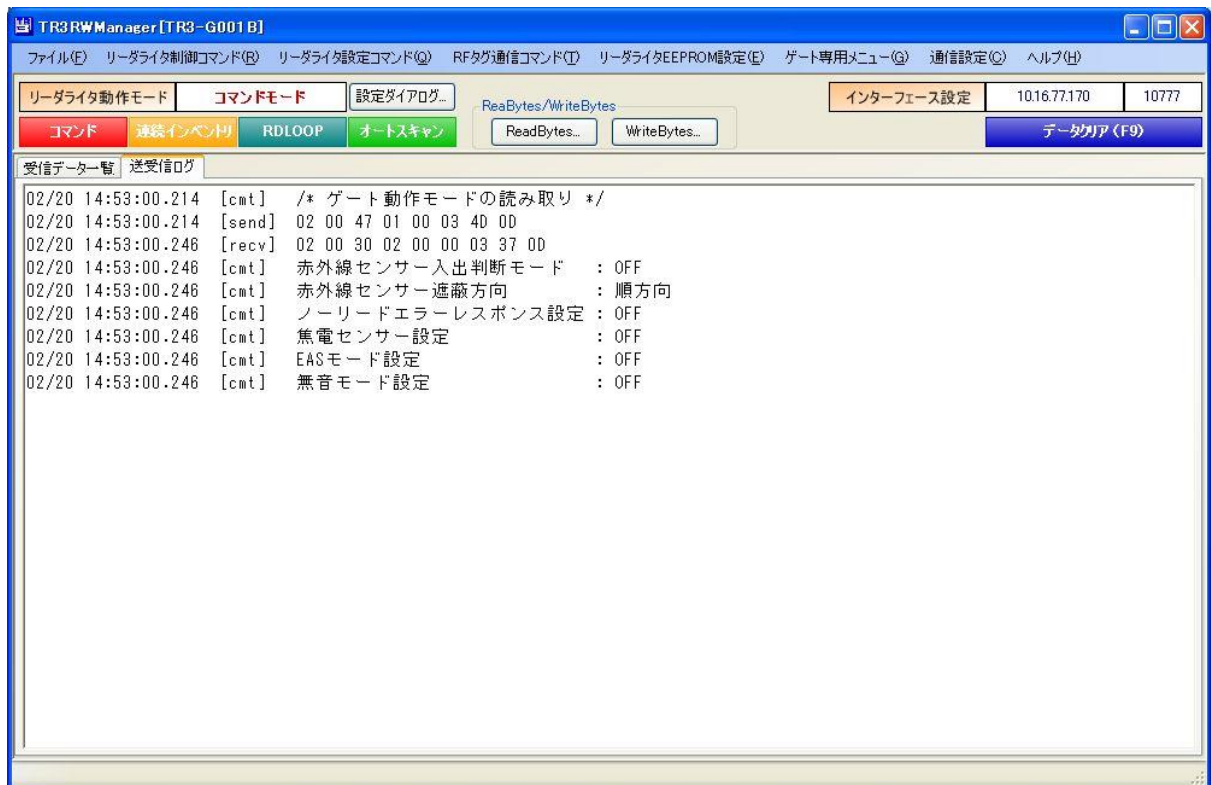 TR3RWManager[TR3-G001B]
ファイル(F) リーダライタ制御コマンド(R) リーダライタ設定コマンド(Q) RFタグ通信コマンド(T) リーダライタEEPROM設定(E) ゲート専用メニュー(G) 通信設定(C) ヘルプ(H)
リーダライタ動作モード コマンドモード 設定ダイアログ... ReaBytes/WriteBytes インターフェース設定 10.16.77.170 10777
コマンド 連続インベントリ RDLOOP オートスキャン ReadBytes... WriteBytes... データクリア(F9)
受信データ一覧 送受信ログ
02/20 14:53:00.214 [cmt] /* ゲート動作モードの読み取り */
02/20 14:53:00.214 [send] 02 00 47 01 00 03 4D 0D
02/20 14:53:00.246 [recv] 02 00 30 02 00 00 03 37 0D
02/20 14:53:00.246 [cmt] 赤外線センサー入出判断モード : OFF
02/20 14:53:00.246 [cmt] 赤外線センサー遮蔽方向 : 順方向
02/20 14:53:00.246 [cmt] ノーリードエラーレスポンス設定 : OFF
02/20 14:53:00.246 [cmt] 焦電センサー設定 : OFF
02/20 14:53:00.246 [cmt] EASモード設定 : OFF
02/20 14:53:00.246 [cmt] 無音モード設定 : OFF